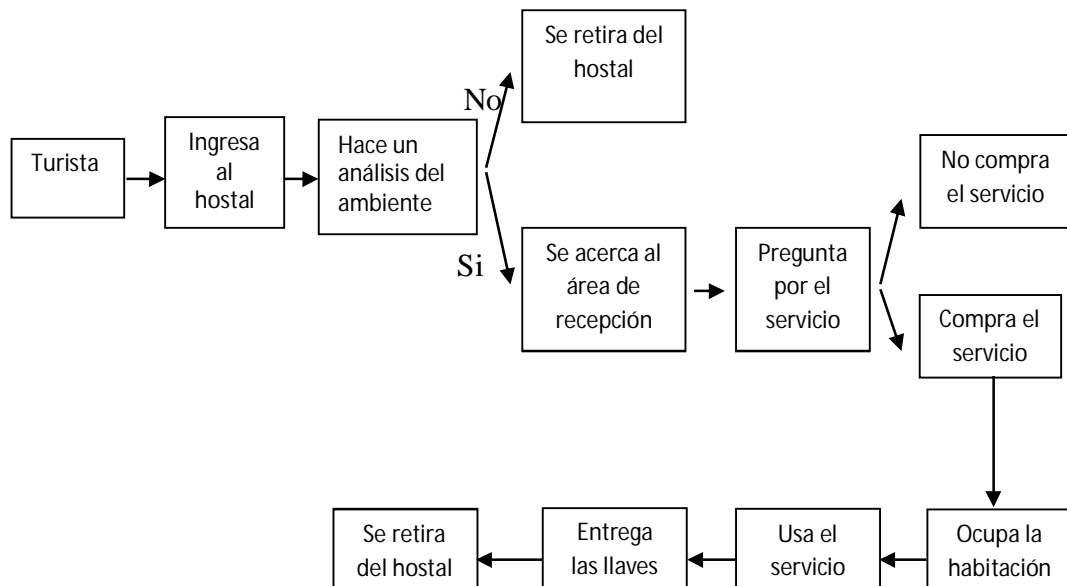 Turista
Ingresa
al
hostal
Hace un
análisis del
ambiente
No
Se retira del
hostal
Si
Se acerca al
área de
recepción
Pregunta
por el
servicio
No compra
el servicio
Compra el
servicio
Ocupa la
habitación
Usa el
servicio
Entrega
las llaves
Se retira
del hostal